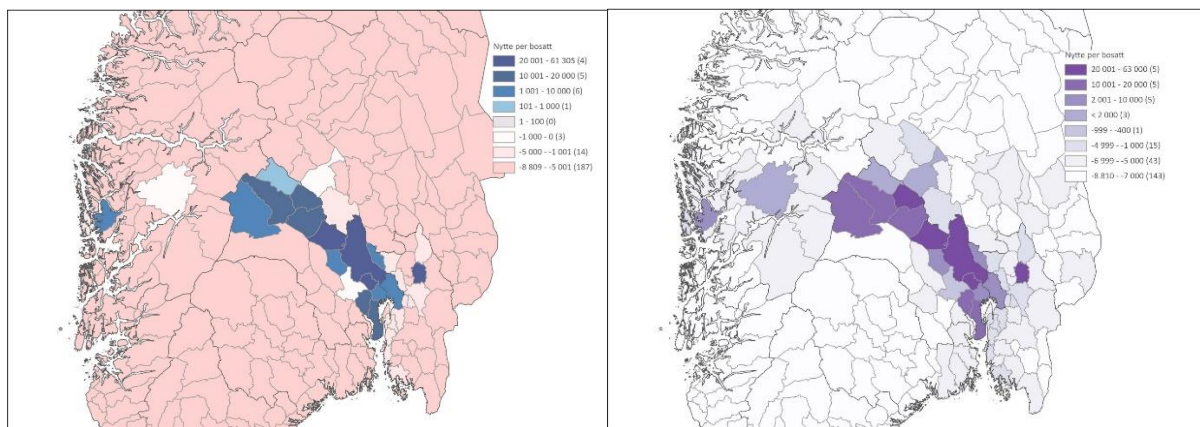 Nytte per bosatt
20 001 - 61 305 (4)
10 001 - 20 000 (5)
1 001 - 10 000 (6)
101 - 1 000 (1)
1 - 100 (0)
-1 000 - 0 (3)
-5 000 - -1 001 (14)
-8 809 - -5 001 (187)
Nytte per bosatt
20 001 - 63 000 (5)
10 001 - 20 000 (5)
2 001 - 10 000 (5)
< 2 000 (3)
-999 - -400 (1)
-4 999 - -1 000 (15)
-6 999 - -5 000 (43)
-8 810 - -7 000 (143)